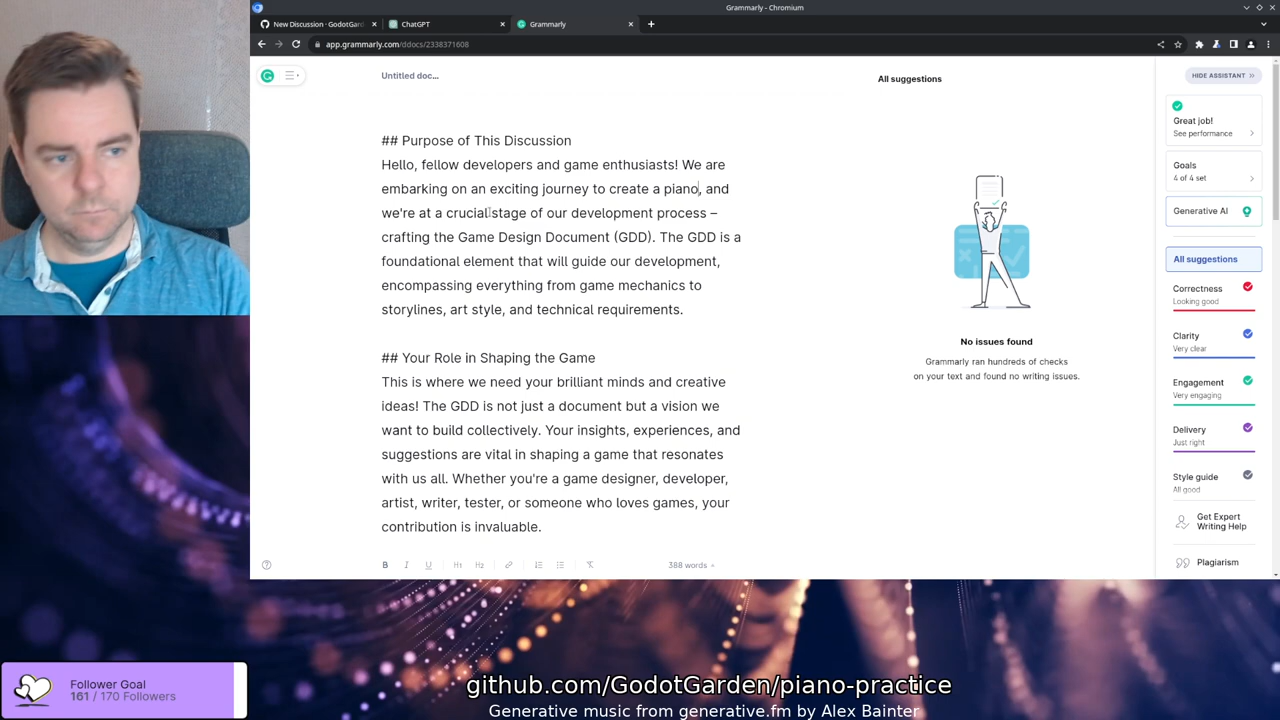 Grammarly - Chromium
New Discussion · GodotGar
ChatGPT
Grammarly
app.grammarly.com/ddocs/2338371608
Untitled doc...
All suggestions
HIDE ASSISTANT
## Purpose of This Discussion
Hello, fellow developers and game enthusiasts! We are
embarking on an exciting journey to create a piano, and
we're at a crucial stage of our development process –
crafting the Game Design Document (GDD). The GDD is a
foundational element that will guide our development,
encompassing everything from game mechanics to
storylines, art style, and technical requirements.
## Your Role in Shaping the Game
This is where we need your brilliant minds and creative
ideas! The GDD is not just a document but a vision we
want to build collectively. Your insights, experiences, and
suggestions are vital in shaping a game that resonates
with us all. Whether you're a game designer, developer,
artist, writer, tester, or someone who loves games, your
contribution is invaluable.
B I U H1 H2
388 words
No issues found
Grammarly ran hundreds of checks
on your text and found no writing issues.
Great job!
See performance
Goals
4 of 4 set
Generative AI
All suggestions
Correctness
Looking good
Clarity
Very clear
Engagement
Very engaging
Delivery
Just right
Style guide
All good
Get Expert
Writing Help
Plagiarism
Follower Goal
161 / 170 Followers
github.com/GodotGarden/piano-practice
Generative music from generative.fm by Alex Bainter